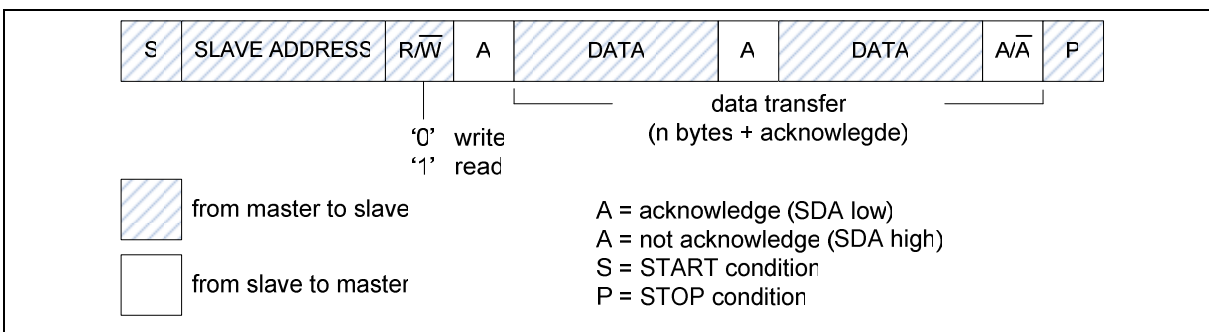 S SLAVE ADDRESS R/W̅ A DATA A DATA A/A̅ P
data transfer
(n bytes + acknowlegde)
‘0’ write
‘1’ read
from master to slave
from slave to master
A = acknowledge (SDA low)
A = not acknowledge (SDA high)
S = START condition
P = STOP condition